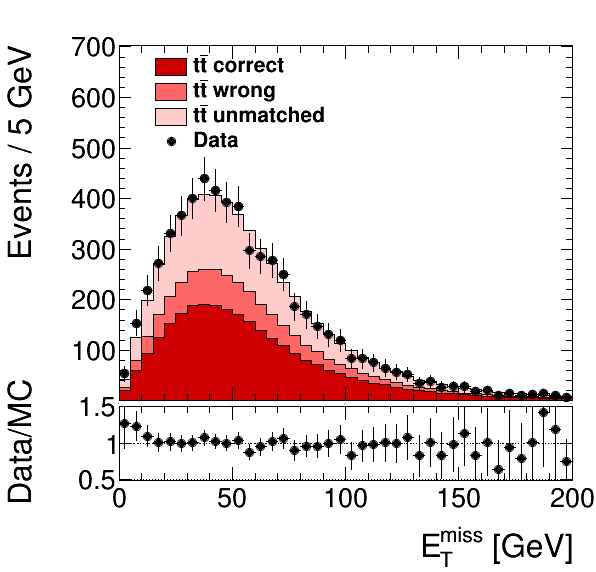 Events / 5 GeV
700
600
500
400
300
200
100
tt̄ correct
tt̄ wrong
tt̄ unmatched
Data
Data/MC
1.5
1
0.5
0 50 100 150 200
E_T^miss [GeV]